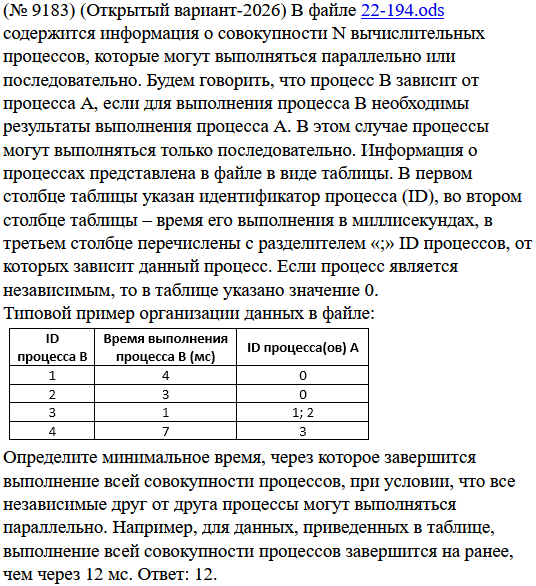 (№ 9183) (Открытый вариант-2026) В файле 22-194.ods
содержится информация о совокупности N вычислительных
процессов, которые могут выполняться параллельно или
последовательно. Будем говорить, что процесс B зависит от
процесса A, если для выполнения процесса B необходимы
результаты выполнения процесса A. В этом случае процессы
могут выполняться только последовательно. Информация о
процессах представлена в файле в виде таблицы. В первом
столбце таблицы указан идентификатор процесса (ID), во втором
столбце таблицы – время его выполнения в миллисекундах, в
третьем столбце перечислены с разделителем «;» ID процессов, от
которых зависит данный процесс. Если процесс является
независимым, то в таблице указано значение 0.
Типовой пример организации данных в файле:
ID процесса B | Время выполнения процесса B (мс) | ID процесса(ов) A
1 | 4 | 0
2 | 3 | 0
3 | 1 | 1; 2
4 | 7 | 3
Определите минимальное время, через которое завершится
выполнение всей совокупности процессов, при условии, что все
независимые друг от друга процессы могут выполняться
параллельно. Например, для данных, приведенных в таблице,
выполнение всей совокупности процессов завершится на ранее,
чем через 12 мс. Ответ: 12.